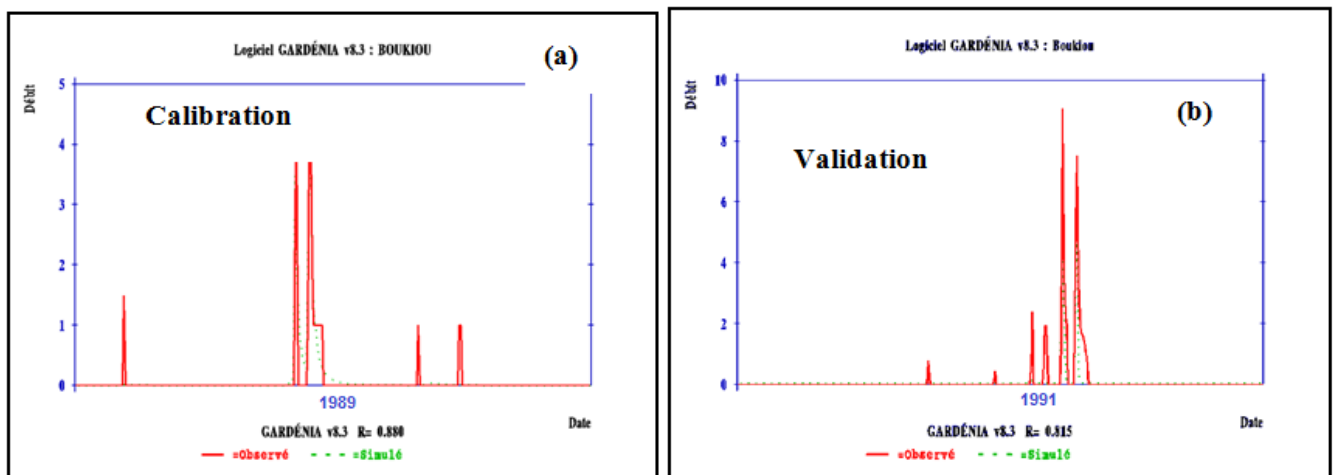 Logiciel GARDÉNIA v8.3 : BOUKIOU
(a)
Débit
Calibration
5
4
3
2
1
0
1989
Date
GARDÉNIA v8.3 R= 0.880
=Observé =Simulé
Logiciel GARDÉNIA v8.3 : Boukiou
(b)
Débit
Validation
10
8
6
4
2
0
1991
Date
GARDÉNIA v8.3 R= 0.815
=Observé =Simulé